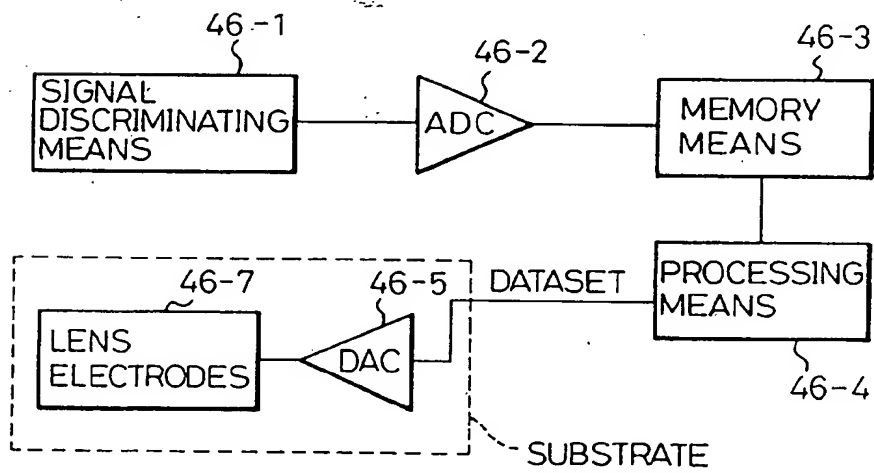 46-1
46-2
46-3
SIGNAL
DISCRIMINATING
MEANS
ADC
MEMORY
MEANS
46-7
46-5
DATASET
PROCESSING
MEANS
LENS
ELECTRODES
DAC
46-4
SUBSTRATE